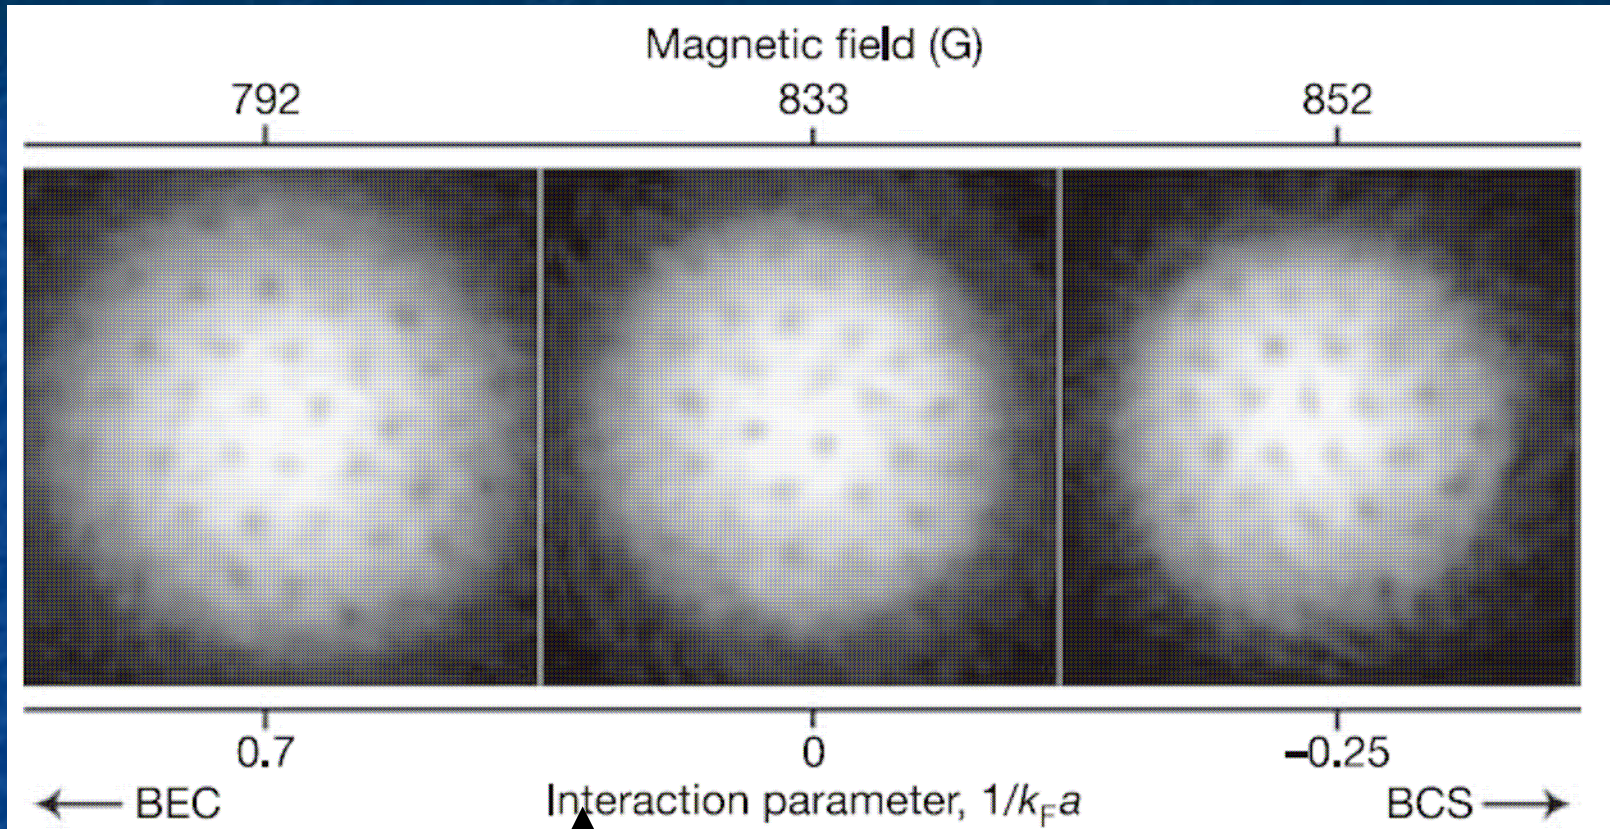 Magnetic field (G)
792 833 852
0.7 0 –0.25
← BEC Interaction parameter, 1/kFa BCS →